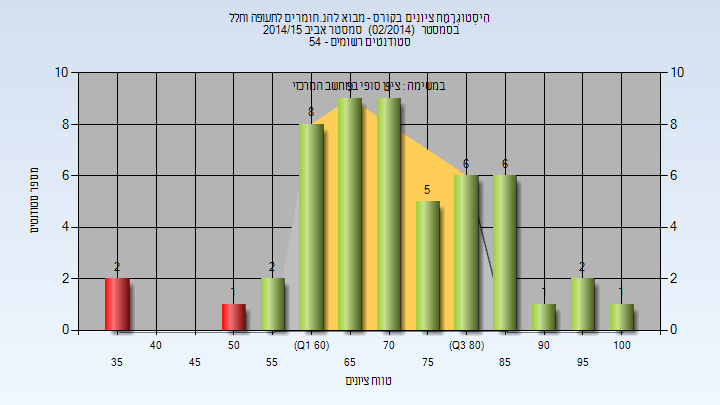 היסטוגרמת ציונים בקורס - מבוא להנ.חומרים לתעופה וחלל
בסמסטר (02/2014) סמסטר אביב 2014/15
סטודנטים רשומים - 54
במשימה : ציון סופי במחשב המרכזי
10 10
8 8
6 6
4 4
2 2
0 0
2 1 2 8 9 9 5 6 6 1 2 1
מספר סטודנטים
40 50 (Q1 60) 70 (Q3 80) 90 100
35 45 55 65 75 85 95
טווח ציונים